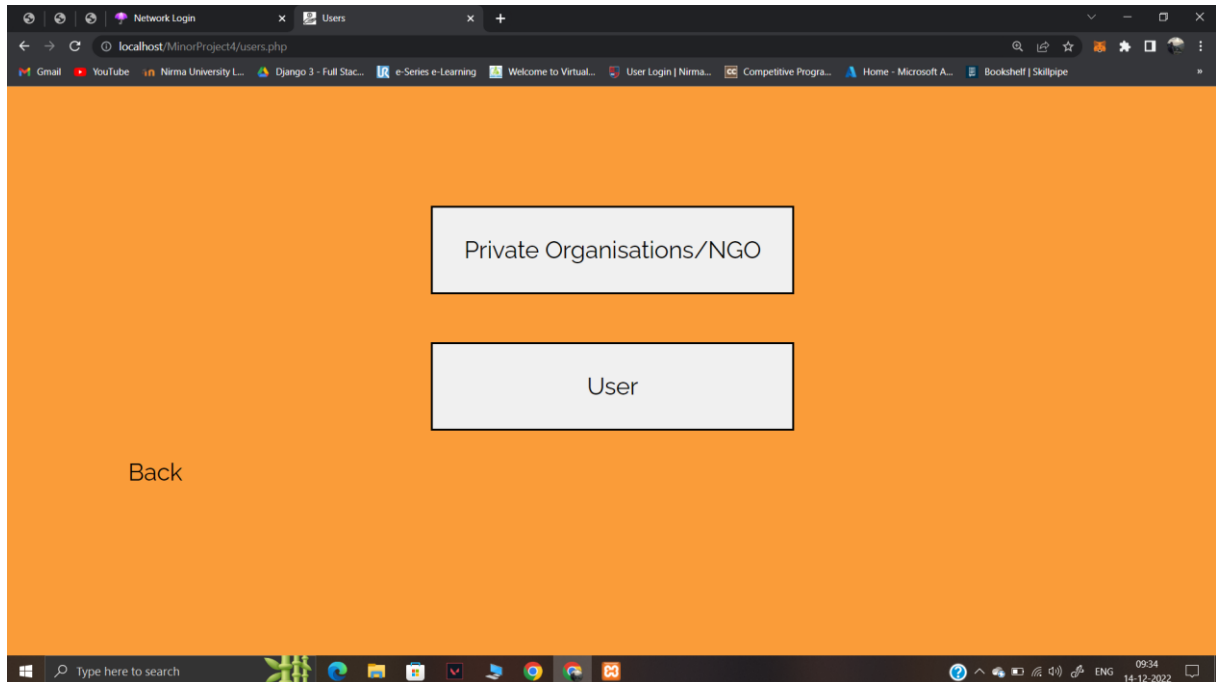 Network Login
Users
localhost/MinorProject4/users.php
Gmail YouTube Nirma University L... Django 3 - Full Stac... e-Series e-Learning Welcome to Virtual... User Login | Nirma... CC Competitive Progra... Home - Microsoft A... Bookshelf | Skillpipe »
Private Organisations/NGO
User
Back
Type here to search
ENG
09:34
14-12-2022